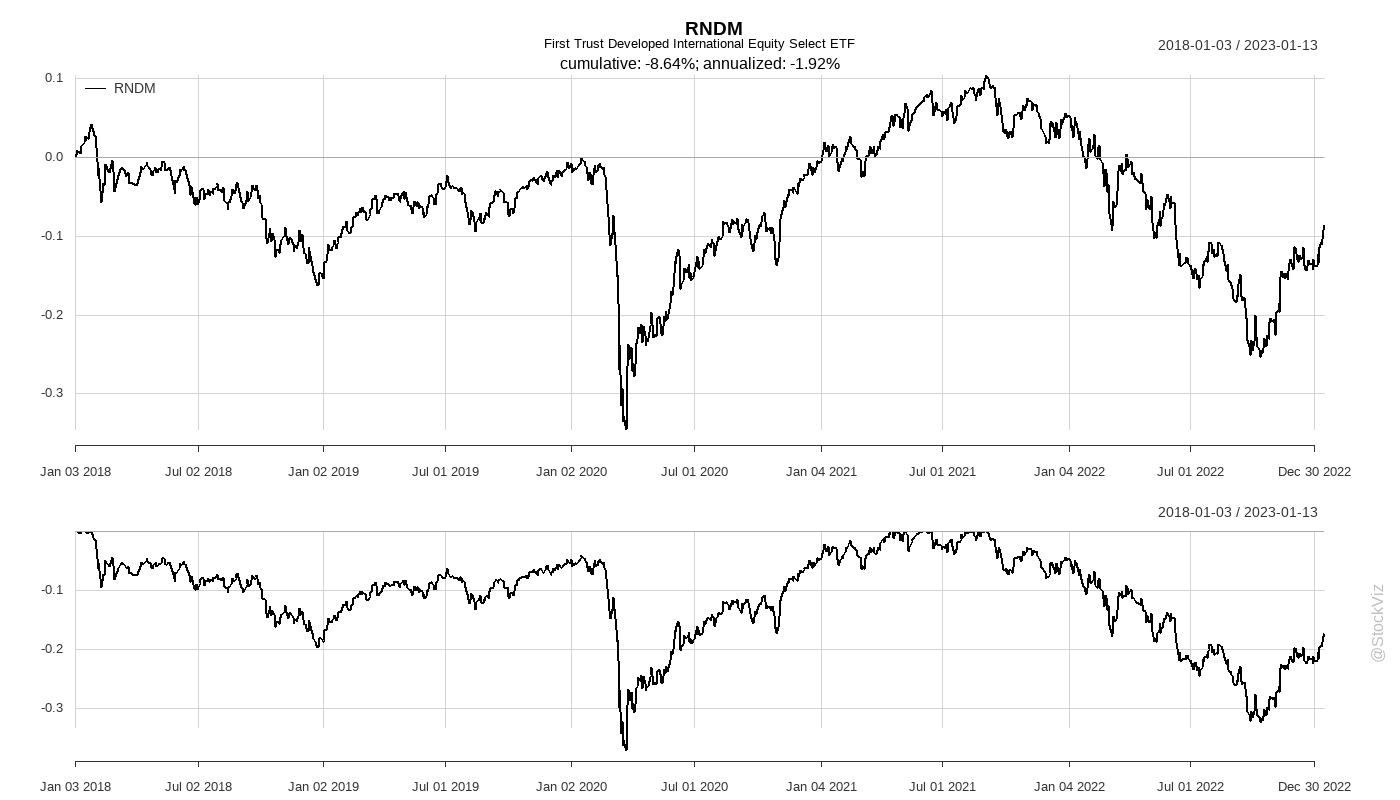 RNDM
First Trust Developed International Equity Select ETF
2018-01-03 / 2023-01-13
cumulative: -8.64%; annualized: -1.92%
0.1
RNDM
0.0
-0.1
-0.2
-0.3
Jan 03 2018 Jul 02 2018 Jan 02 2019 Jul 01 2019 Jan 02 2020 Jul 01 2020 Jan 04 2021 Jul 01 2021 Jan 04 2022 Jul 01 2022 Dec 30 2022
2018-01-03 / 2023-01-13
-0.1
-0.2
-0.3
Jan 03 2018 Jul 02 2018 Jan 02 2019 Jul 01 2019 Jan 02 2020 Jul 01 2020 Jan 04 2021 Jul 01 2021 Jan 04 2022 Jul 01 2022 Dec 30 2022
@StockViz